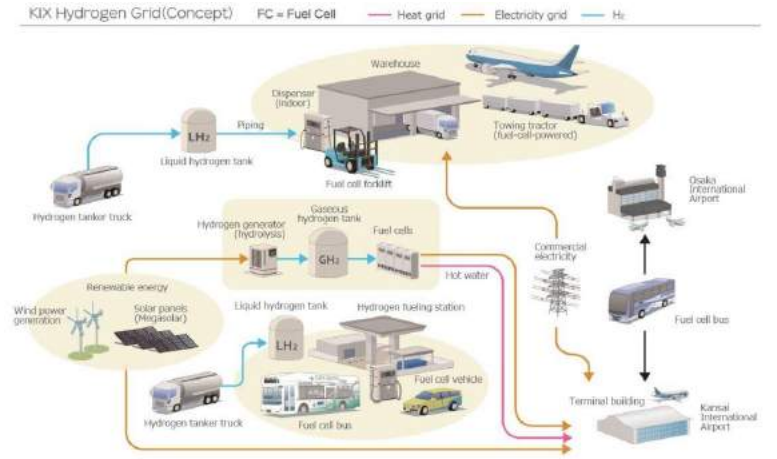 KIX Hydrogen Grid(Concept)
FC = Fuel Cell
Heat grid
Electricity grid
H₂
Warehouse
Dispenser
(indoor)
Piping
LH₂
Liquid hydrogen tank
Towing tractor
(fuel-cell-powered)
Fuel cell forklift
Hydrogen tanker truck
Osaka
International
Airport
Gaseous
hydrogen tank
Hydrogen generator
(hydrolysis)
Fuel cells
GH₂
Commercial
electricity
Hot water
Renewable energy
Wind power
generation
Solar panels
(Megasolar)
Liquid hydrogen tank
Hydrogen fueling station
LH₂
Fuel cell bus
Fuel cell vehicle
Hydrogen tanker truck
Fuel cell bus
Terminal building
Kansai
International
Airport